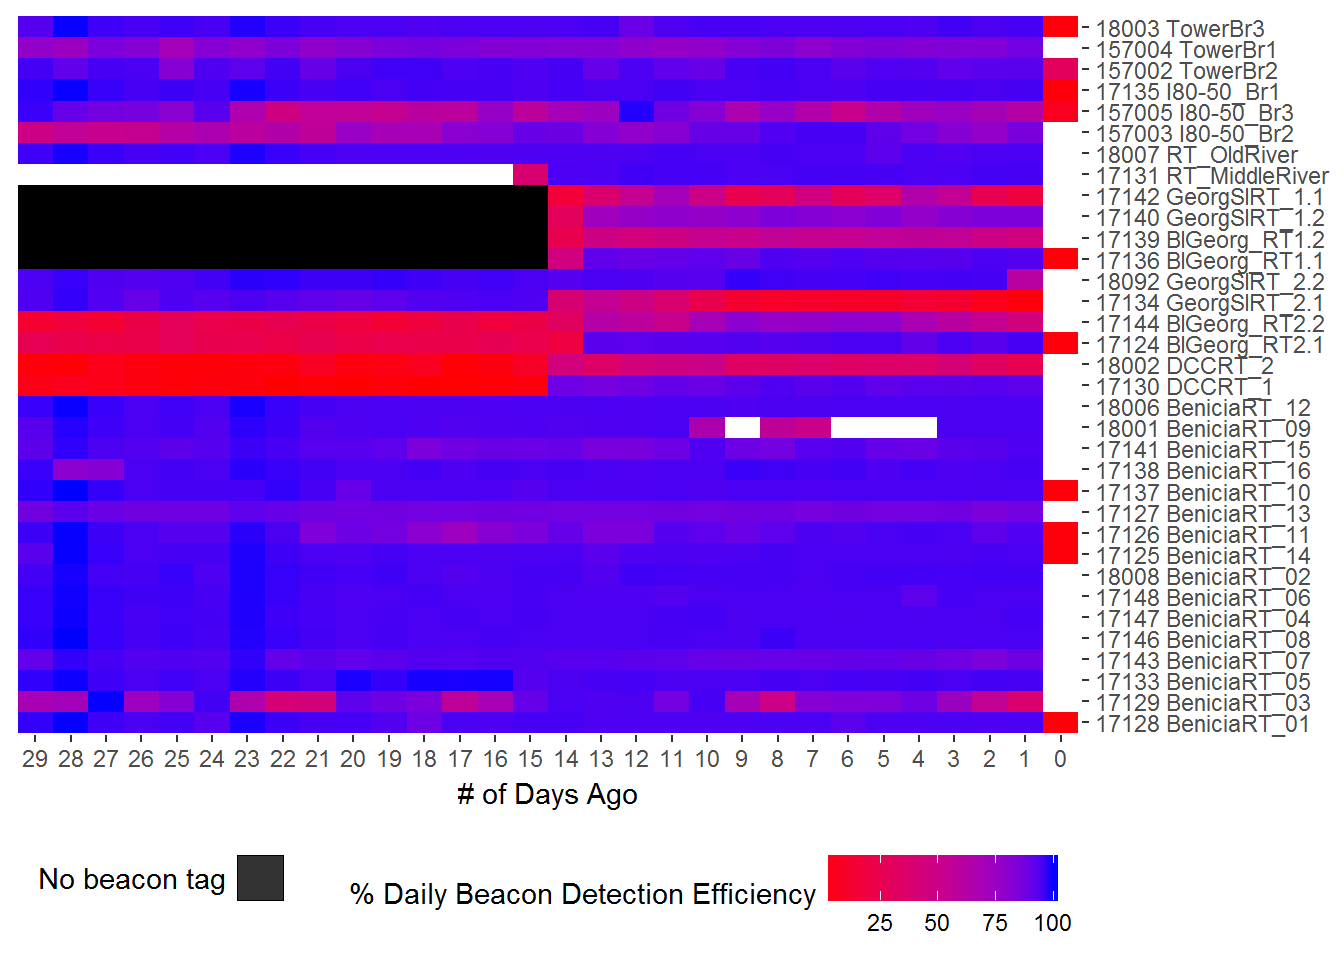 18003 TowerBr3
157004 TowerBr1
157002 TowerBr2
17135 I80-50_Br1
157005 I80-50_Br3
157003 I80-50_Br2
18007 RT_OldRiver
17131 RT_MiddleRiver
17142 GeorgSlRT_1.1
17140 GeorgSlRT_1.2
17139 BlGeorg_RT1.2
17136 BlGeorg_RT1.1
18092 GeorgSlRT_2.2
17134 GeorgSlRT_2.1
17144 BlGeorg_RT2.2
17124 BlGeorg_RT2.1
18002 DCCRT_2
17130 DCCRT_1
18006 BeniciaRT_12
18001 BeniciaRT_09
17141 BeniciaRT_15
17138 BeniciaRT_16
17137 BeniciaRT_10
17127 BeniciaRT_13
17126 BeniciaRT_11
17125 BeniciaRT_14
18008 BeniciaRT_02
17148 BeniciaRT_06
17147 BeniciaRT_04
17146 BeniciaRT_08
17143 BeniciaRT_07
17133 BeniciaRT_05
17129 BeniciaRT_03
17128 BeniciaRT_01
29 28 27 26 25 24 23 22 21 20 19 18 17 16 15 14 13 12 11 10 9 8 7 6 5 4 3 2 1 0
# of Days Ago
No beacon tag
% Daily Beacon Detection Efficiency
25 50 75 100